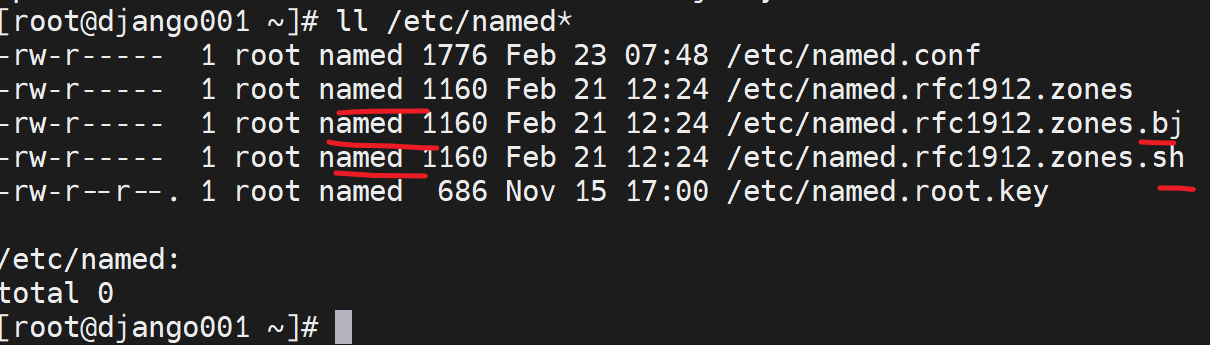 [root@django001 ~]# ll /etc/named*
-rw-r----- 1 root named 1776 Feb 23 07:48 /etc/named.conf
-rw-r----- 1 root named 1160 Feb 21 12:24 /etc/named.rfc1912.zones
-rw-r----- 1 root named 1160 Feb 21 12:24 /etc/named.rfc1912.zones.bj
-rw-r----- 1 root named 1160 Feb 21 12:24 /etc/named.rfc1912.zones.sh
-rw-r--r--. 1 root named 686 Nov 15 17:00 /etc/named.root.key
/etc/named:
total 0
[root@django001 ~]#